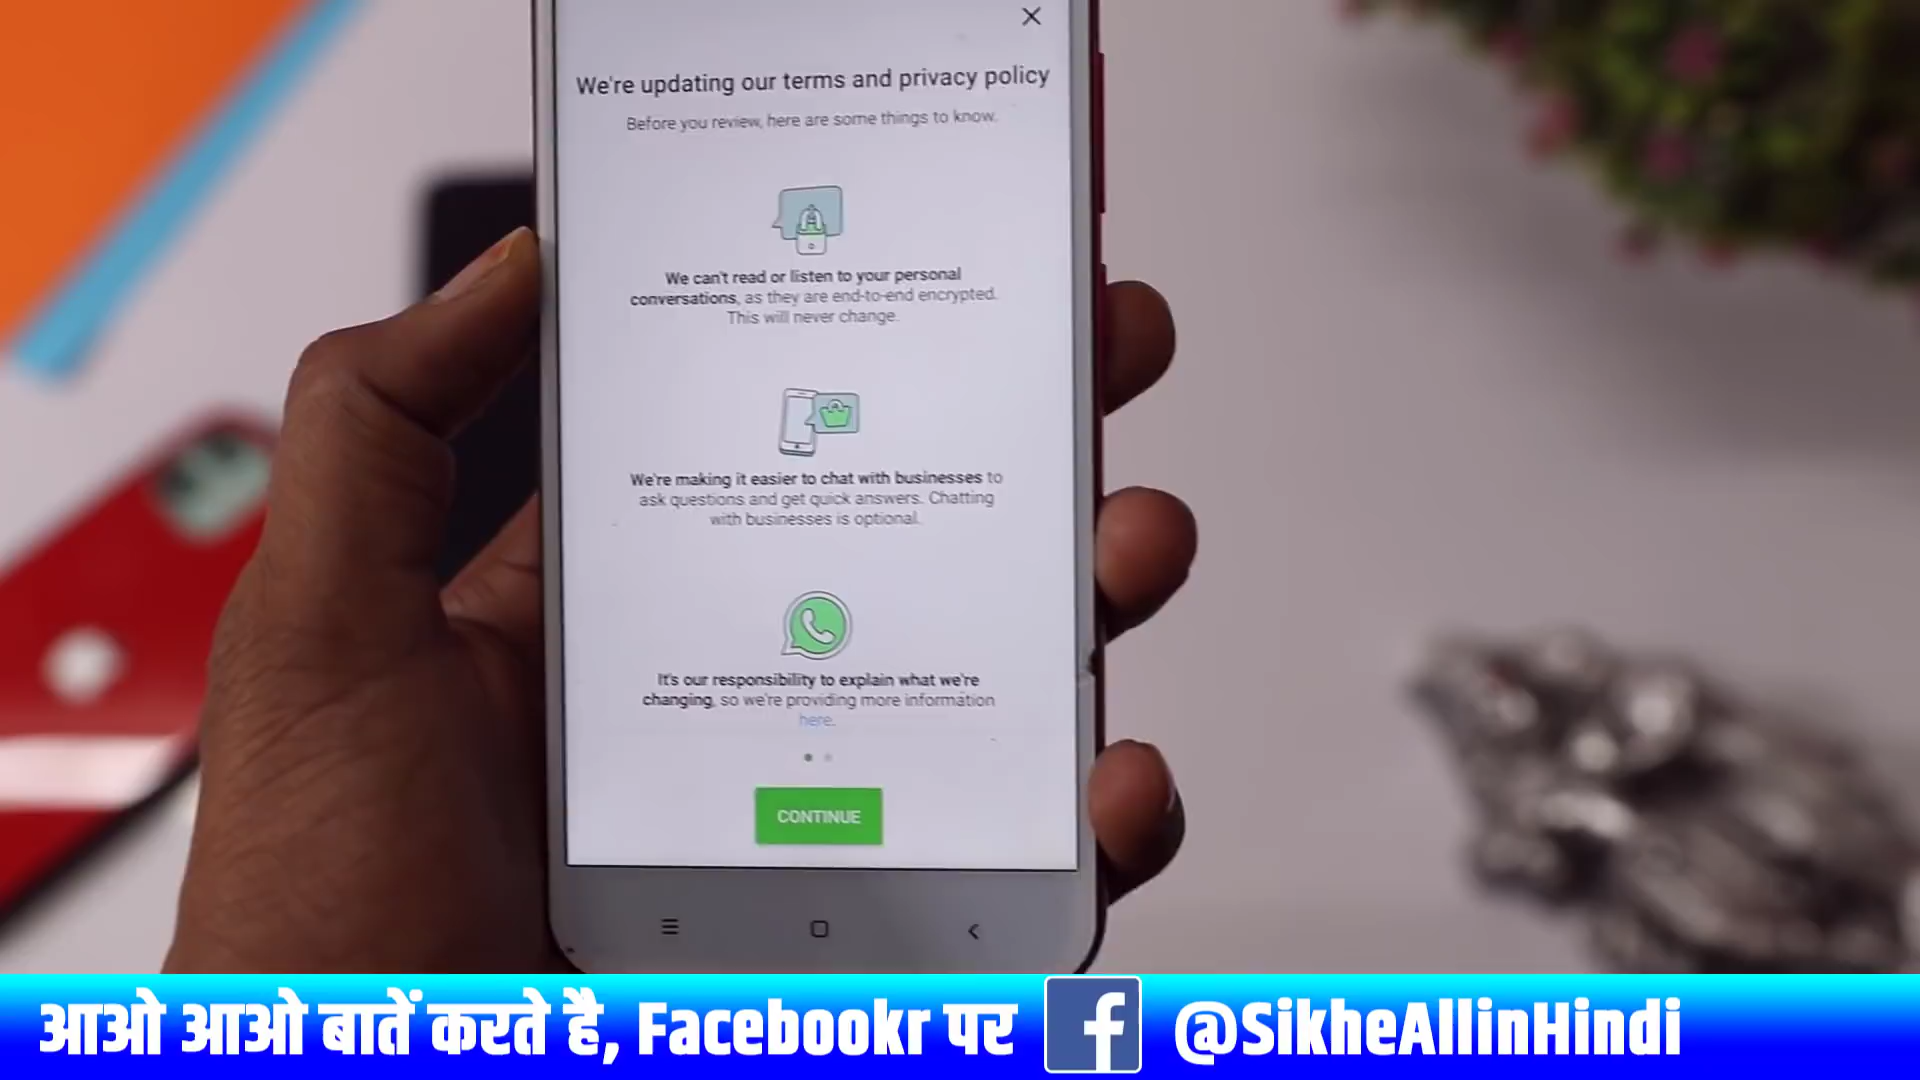 We're updating our terms and privacy policy
Before you review, here are some things to know.
We can't read or listen to your personal
conversations, as they are end-to-end encrypted.
This will never change.
We're making it easier to chat with businesses to
ask questions and get quick answers. Chatting
with businesses is optional.
It's our responsibility to explain what we're
changing, so we're providing more information
here.
CONTINUE
आओ आओ बातें करते है, Facebookr पर f @SikheAllinHindi